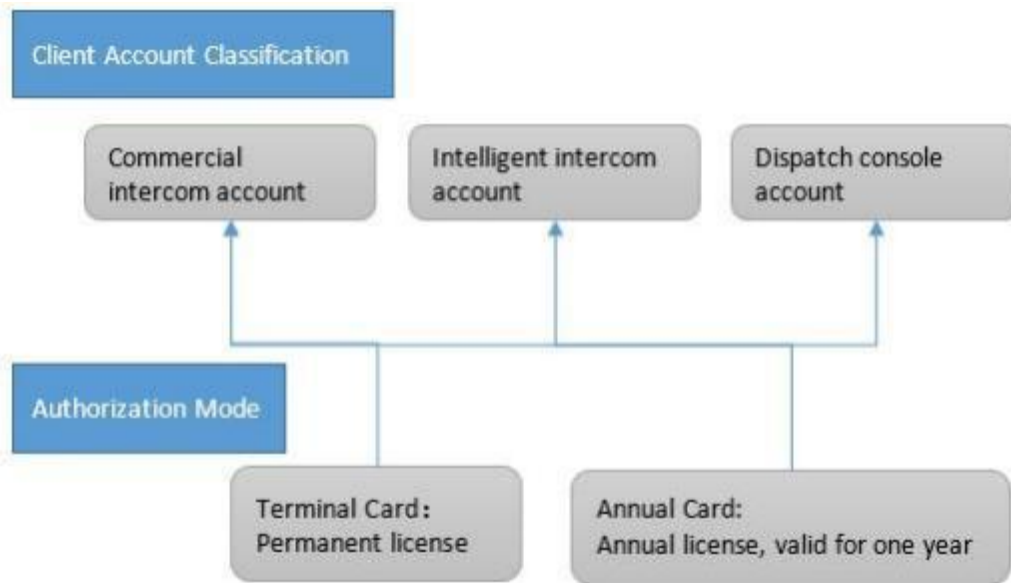 Client Account Classification
Commercial
intercom account
Intelligent intercom
account
Dispatch console
account
Authorization Mode
Terminal Card：
Permanent license
Annual Card:
Annual license, valid for one year